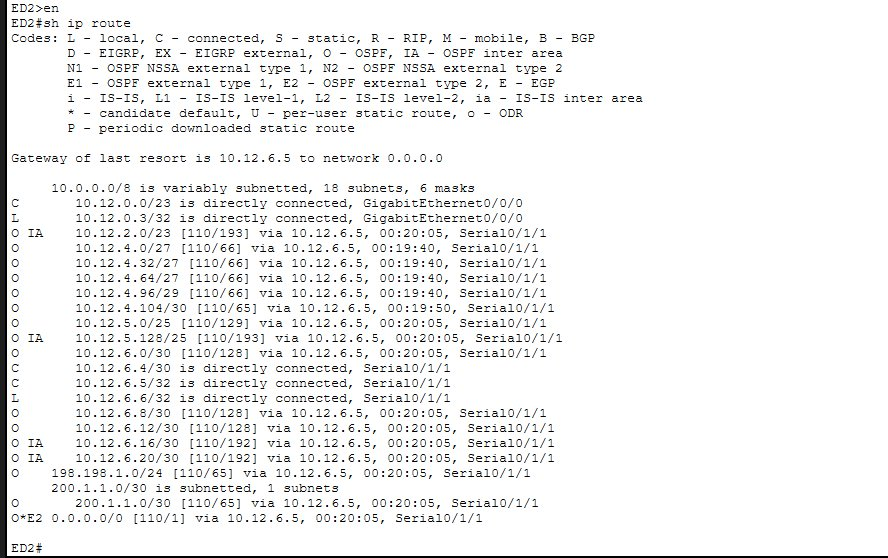 ED2>en
ED2#sh ip route
Codes: L - local, C - connected, S - static, R - RIP, M - mobile, B - BGP
D - EIGRP, EX - EIGRP external, O - OSPF, IA - OSPF inter area
N1 - OSPF NSSA external type 1, N2 - OSPF NSSA external type 2
E1 - OSPF external type 1, E2 - OSPF external type 2, E - EGP
i - IS-IS, L1 - IS-IS level-1, L2 - IS-IS level-2, ia - IS-IS inter area
* - candidate default, U - per-user static route, o - ODR
P - periodic downloaded static route
Gateway of last resort is 10.12.6.5 to network 0.0.0.0
10.0.0.0/8 is variably subnetted, 18 subnets, 6 masks
C 10.12.0.0/23 is directly connected, GigabitEthernet0/0/0
L 10.12.0.3/32 is directly connected, GigabitEthernet0/0/0
O IA 10.12.2.0/23 [110/193] via 10.12.6.5, 00:20:05, Serial0/1/1
O 10.12.4.0/27 [110/66] via 10.12.6.5, 00:19:40, Serial0/1/1
O 10.12.4.32/27 [110/66] via 10.12.6.5, 00:19:40, Serial0/1/1
O 10.12.4.64/27 [110/66] via 10.12.6.5, 00:19:40, Serial0/1/1
O 10.12.4.96/29 [110/66] via 10.12.6.5, 00:19:40, Serial0/1/1
O 10.12.4.104/30 [110/65] via 10.12.6.5, 00:19:50, Serial0/1/1
O 10.12.5.0/25 [110/129] via 10.12.6.5, 00:20:05, Serial0/1/1
O IA 10.12.5.128/25 [110/193] via 10.12.6.5, 00:20:05, Serial0/1/1
O 10.12.6.0/30 [110/128] via 10.12.6.5, 00:20:05, Serial0/1/1
C 10.12.6.4/30 is directly connected, Serial0/1/1
C 10.12.6.5/32 is directly connected, Serial0/1/1
L 10.12.6.6/32 is directly connected, Serial0/1/1
O 10.12.6.8/30 [110/128] via 10.12.6.5, 00:20:05, Serial0/1/1
O 10.12.6.12/30 [110/128] via 10.12.6.5, 00:20:05, Serial0/1/1
O IA 10.12.6.16/30 [110/192] via 10.12.6.5, 00:20:05, Serial0/1/1
O IA 10.12.6.20/30 [110/192] via 10.12.6.5, 00:20:05, Serial0/1/1
O 198.198.1.0/24 [110/65] via 10.12.6.5, 00:20:05, Serial0/1/1
200.1.1.0/30 is subnetted, 1 subnets
O 200.1.1.0/30 [110/65] via 10.12.6.5, 00:20:05, Serial0/1/1
O*E2 0.0.0.0/0 [110/1] via 10.12.6.5, 00:20:05, Serial0/1/1
ED2#